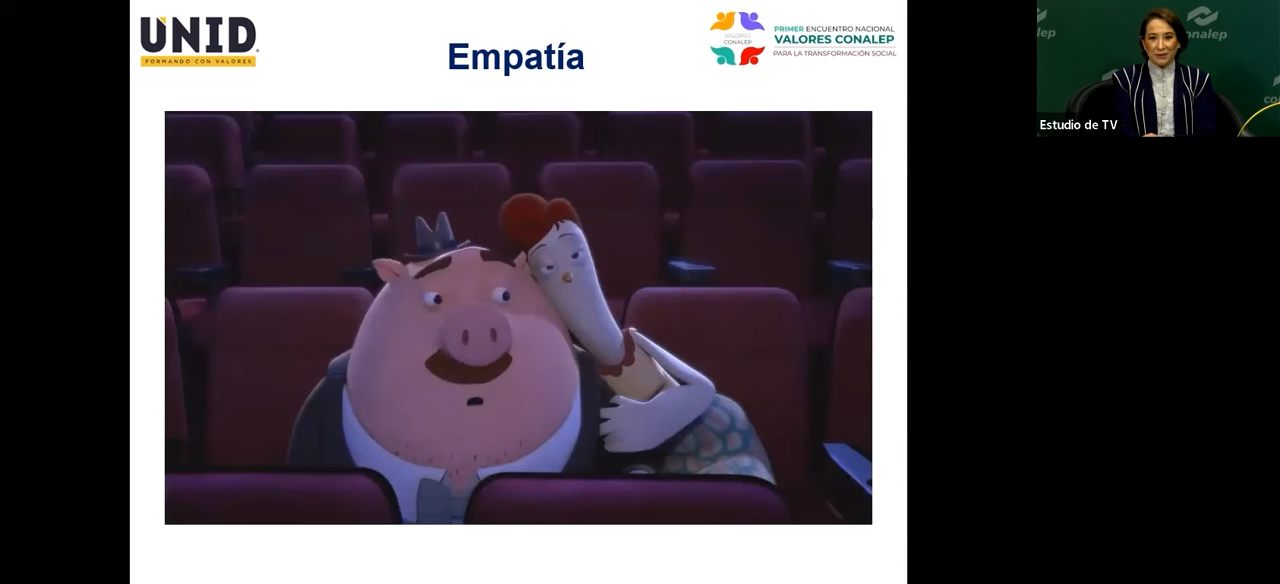 UNID
FORMANDO CON VALORES
Empatía
VALORES
CONALEP
PRIMER ENCUENTRO NACIONAL
VALORES CONALEP
PARA LA TRANSFORMACIÓN SOCIAL
conalep
Estudio de TV